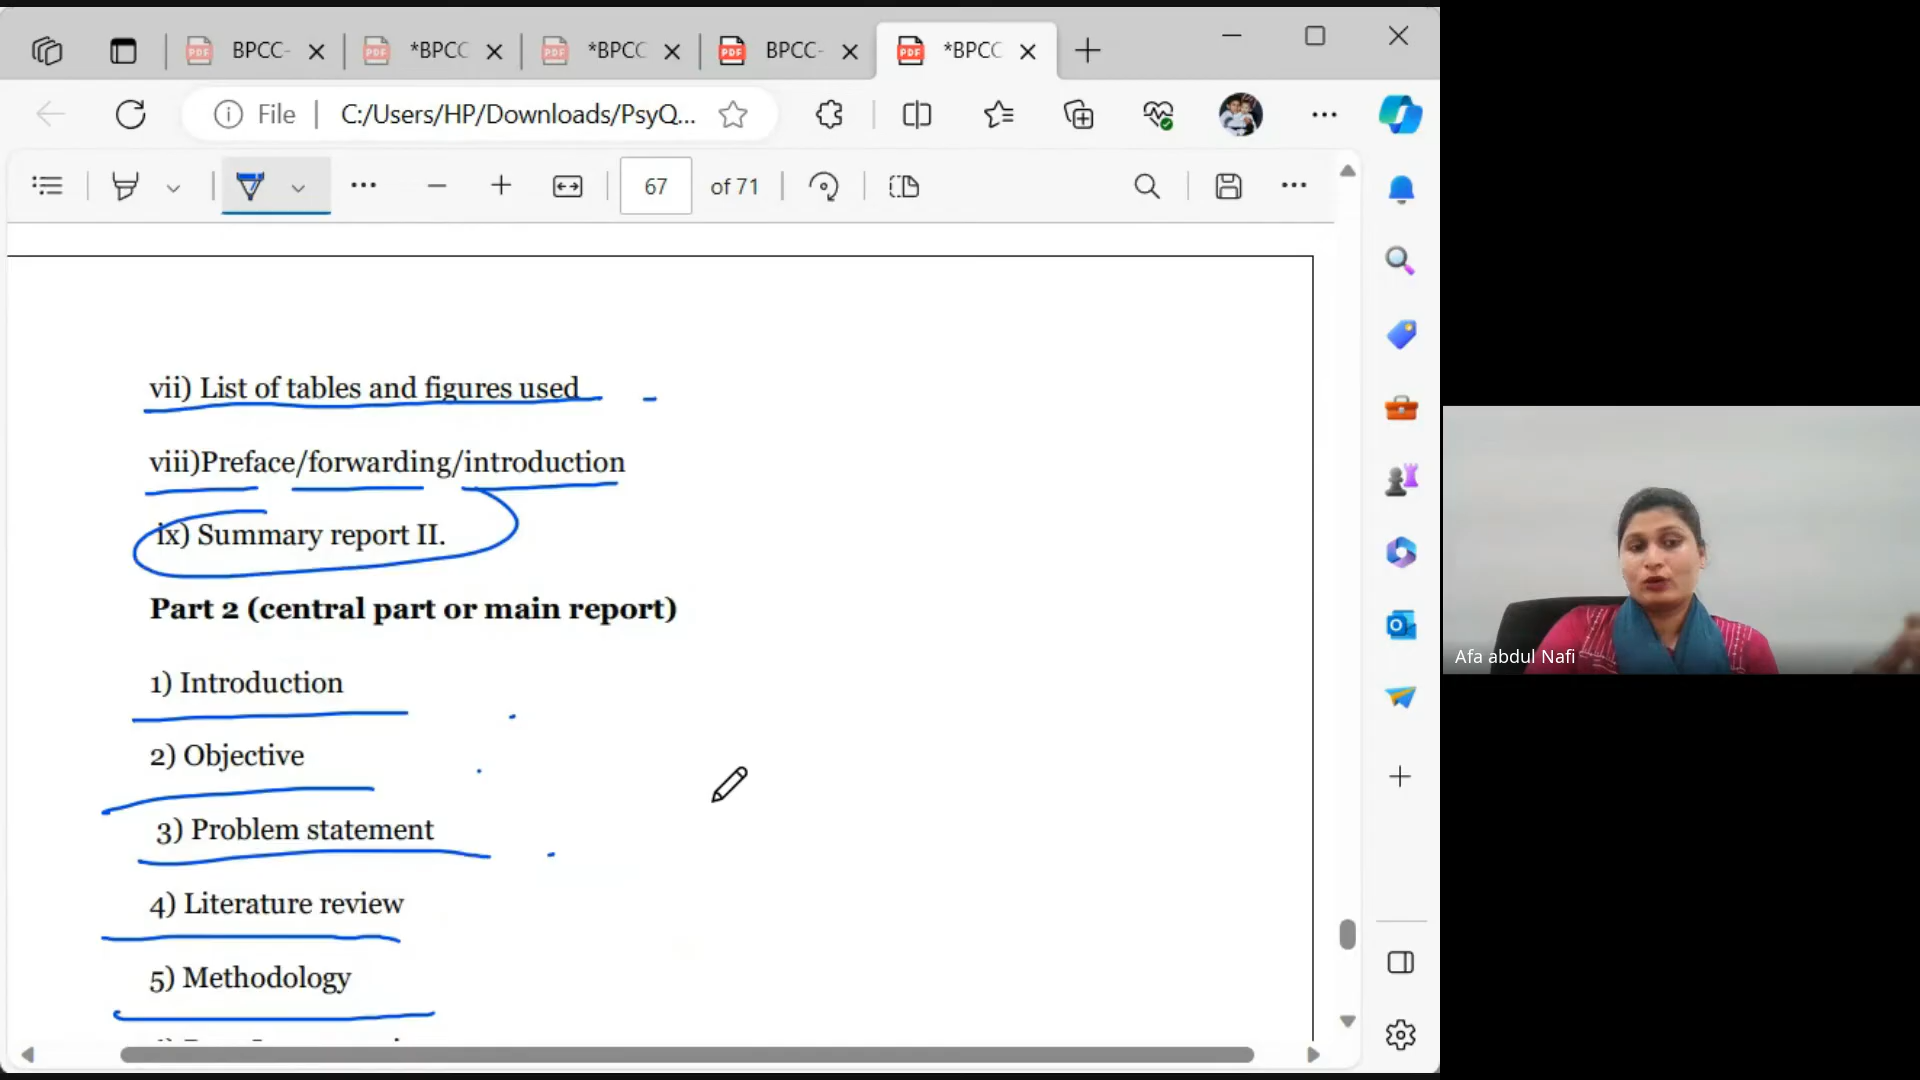 BPCC-
*BPCC
*BPCC
BPCC-
*BPCC
File
C:/Users/HP/Downloads/PsyQ...
67
of 71
vii) List of tables and figures used
viii)Preface/forwarding/introduction
ix) Summary report II.
Part 2 (central part or main report)
1) Introduction
2) Objective
3) Problem statement
4) Literature review
5) Methodology
Afa abdul Nafi